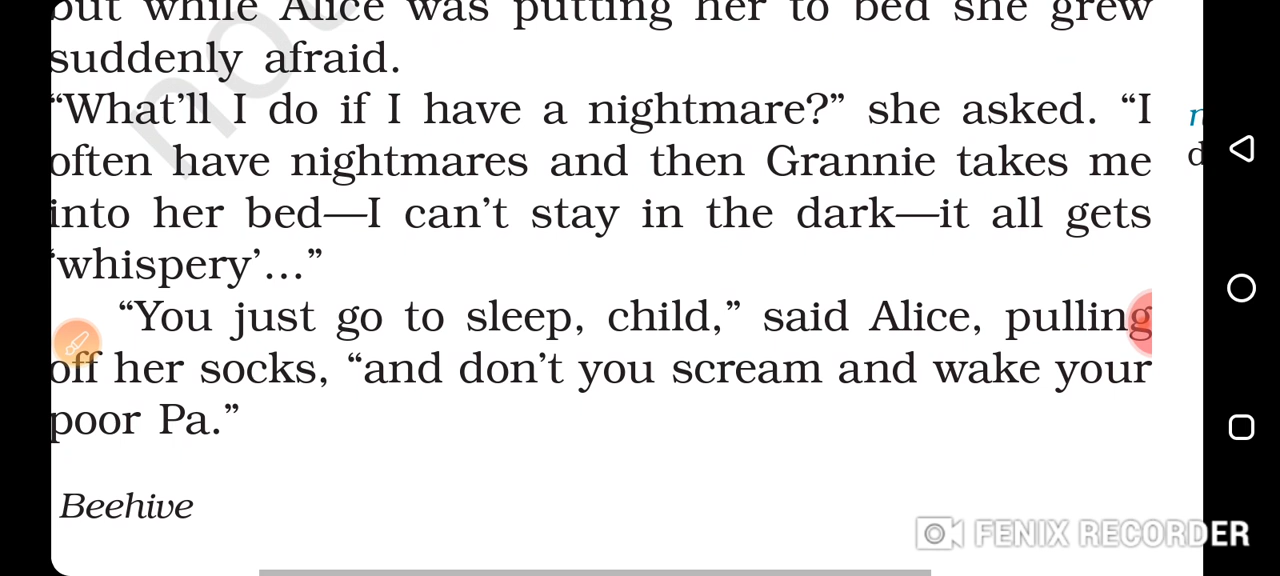 but while Alice was putting her to bed she grew
suddenly afraid.
“What’ll I do if I have a nightmare?” she asked. “I
often have nightmares and then Grannie takes me
into her bed—I can’t stay in the dark—it all gets
‘whispery’...”
“You just go to sleep, child,” said Alice, pulling
off her socks, “and don’t you scream and wake your
poor Pa.”
Beehive
FENIX RECORDER